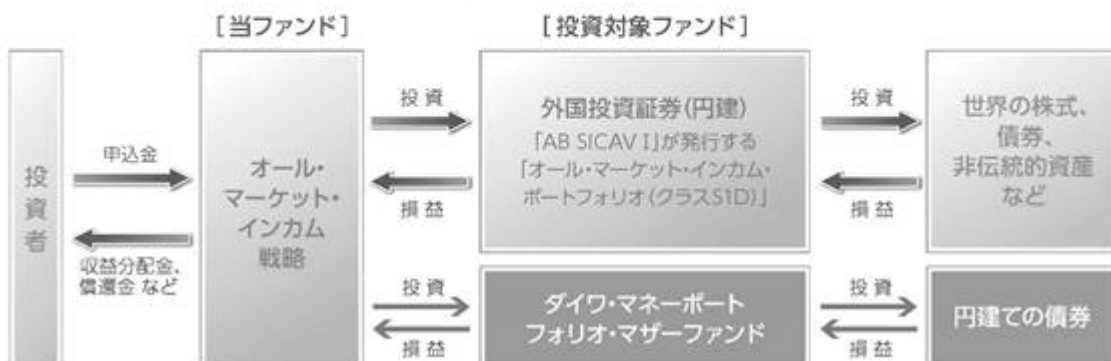 [当ファンド]
[投資対象ファンド]
投資者
申込金
収益分配金、
償還金 など
オール・
マーケット・
インカム
戦略
投資
損益
外国投資証券(円建)
「AB SICAV I」が発行する
「オール・マーケット・インカム・
ポートフォリオ(クラスS1D)」
投資
損益
世界の株式、
債券、
非伝統的資産
など
投資
損益
ダイワ・マネーポート
フォリオ・マザーファンド
投資
損益
円建ての債券